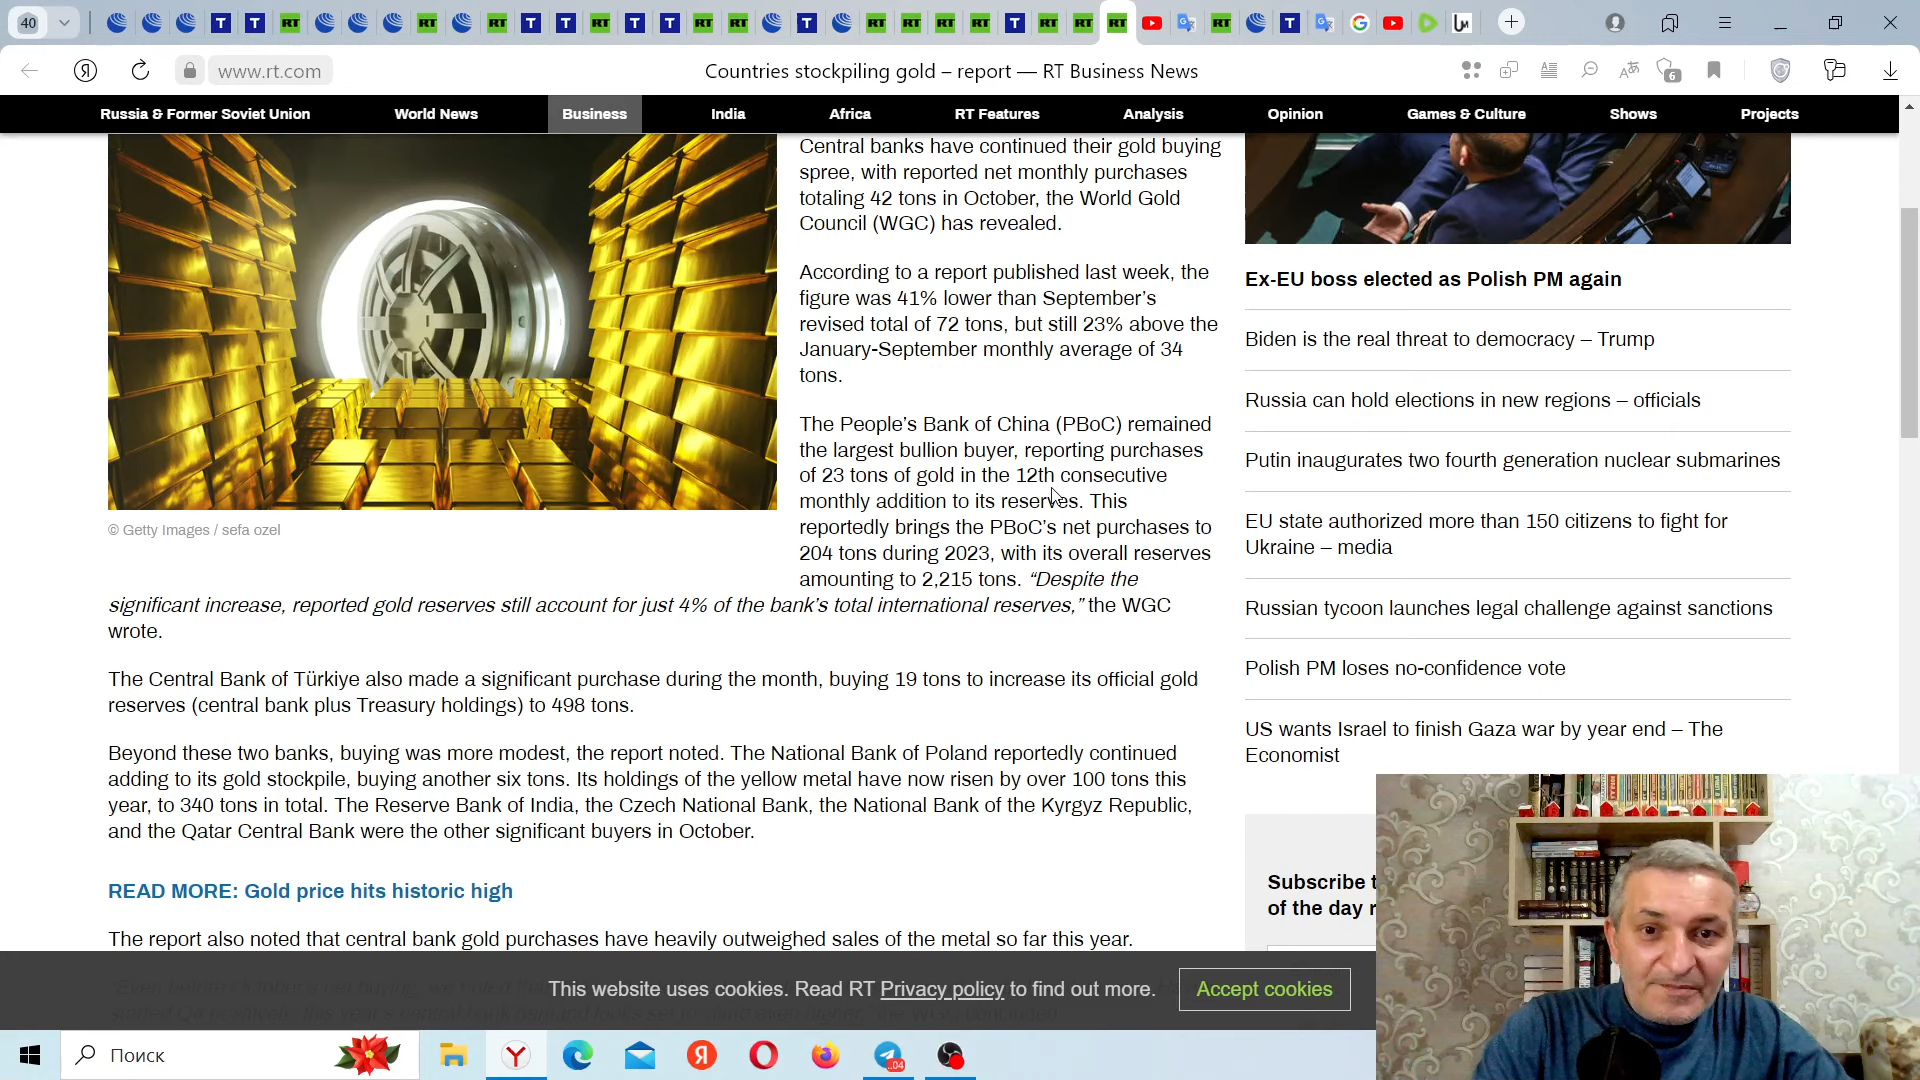 40
www.rt.com
Countries stockpiling gold – report — RT Business News
6
Russia & Former Soviet Union
World News
Business
India
Africa
RT Features
Analysis
Opinion
Games & Culture
Shows
Projects
Central banks have continued their gold buying
spree, with reported net monthly purchases
totaling 42 tons in October, the World Gold
Council (WGC) has revealed.
According to a report published last week, the
figure was 41% lower than September’s
revised total of 72 tons, but still 23% above the
January-September monthly average of 34
tons.
The People’s Bank of China (PBoC) remained
the largest bullion buyer, reporting purchases
of 23 tons of gold in the 12th consecutive
monthly addition to its reserves. This
reportedly brings the PBoC’s net purchases to
204 tons during 2023, with its overall reserves
amounting to 2,215 tons. “Despite the
© Getty Images / sefa ozel
significant increase, reported gold reserves still account for just 4% of the bank’s total international reserves,” the WGC
wrote.
The Central Bank of Türkiye also made a significant purchase during the month, buying 19 tons to increase its official gold
reserves (central bank plus Treasury holdings) to 498 tons.
Beyond these two banks, buying was more modest, the report noted. The National Bank of Poland reportedly continued
adding to its gold stockpile, buying another six tons. Its holdings of the yellow metal have now risen by over 100 tons this
year, to 340 tons in total. The Reserve Bank of India, the Czech National Bank, the National Bank of the Kyrgyz Republic,
and the Qatar Central Bank were the other significant buyers in October.
READ MORE: Gold price hits historic high
The report also noted that central bank gold purchases have heavily outweighed sales of the metal so far this year.
Ex-EU boss elected as Polish PM again
Biden is the real threat to democracy – Trump
Russia can hold elections in new regions – officials
Putin inaugurates two fourth generation nuclear submarines
EU state authorized more than 150 citizens to fight for
Ukraine – media
Russian tycoon launches legal challenge against sanctions
Polish PM loses no-confidence vote
US wants Israel to finish Gaza war by year end – The
Economist
Subscribe
of the day
This website uses cookies. Read RT Privacy policy to find out more.
Accept cookies
Поиск